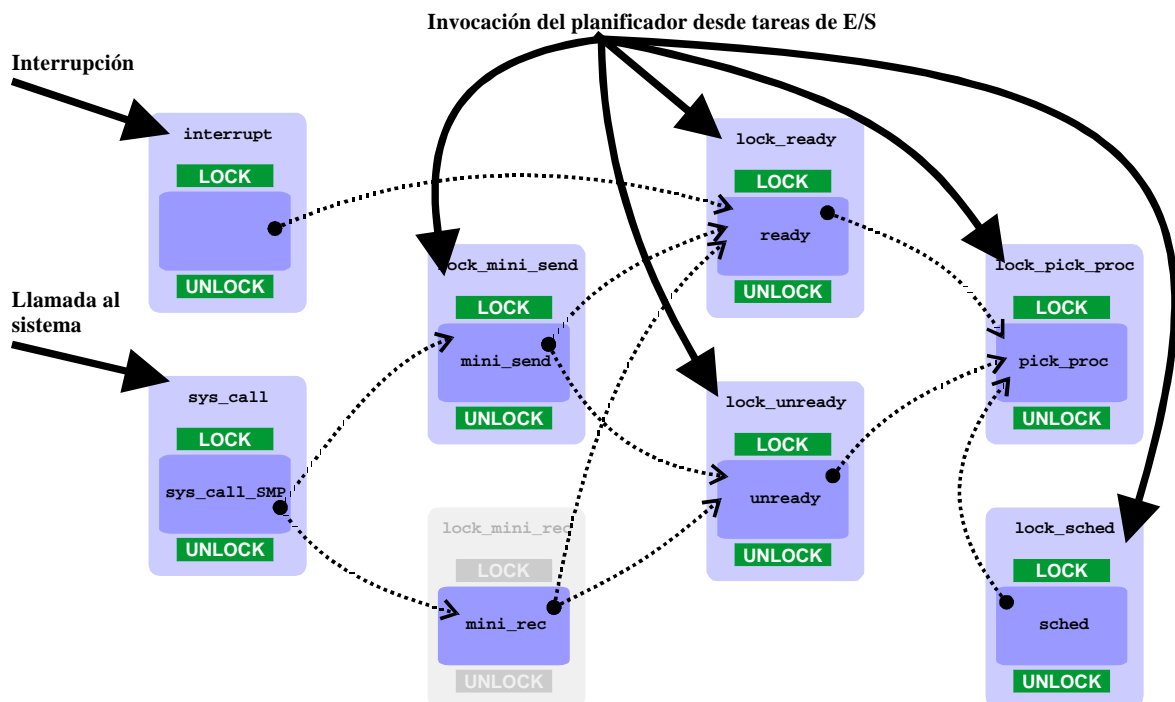 Invocación del planificador desde tareas de E/S
Interrupción
interrupt
LOCK
UNLOCK
Llamada al
sistema
sys_call
LOCK
sys_call_SMP
UNLOCK
lock_mini_send
LOCK
mini_send
UNLOCK
lock_mini_rec
LOCK
mini_rec
UNLOCK
lock_ready
LOCK
ready
UNLOCK
lock_unready
LOCK
unready
UNLOCK
lock_pick_proc
LOCK
pick_proc
UNLOCK
lock_sched
LOCK
sched
UNLOCK